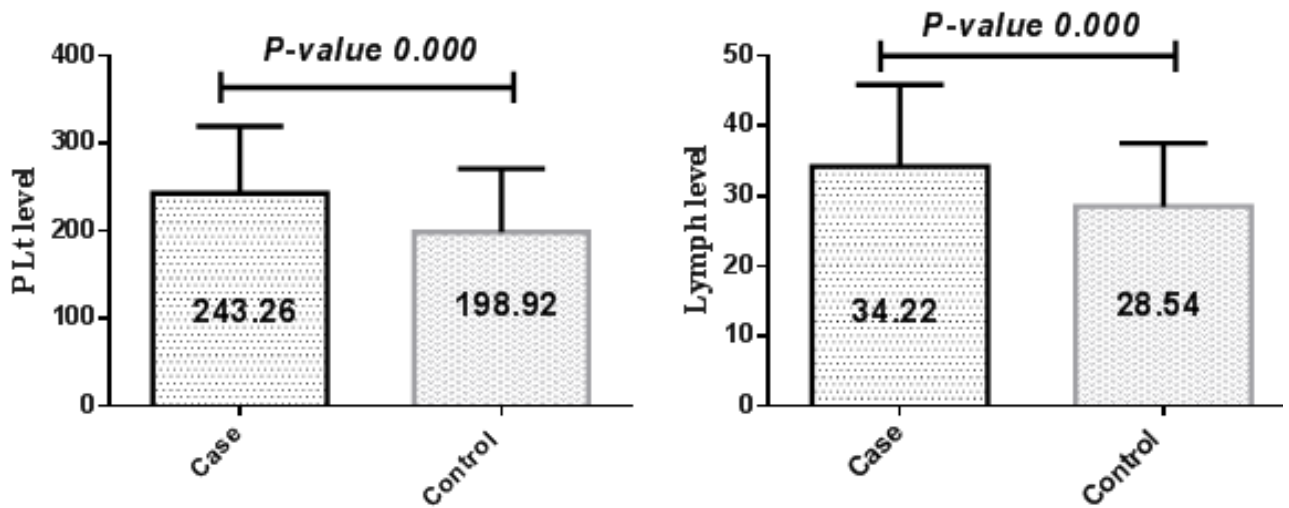 P-value 0.000
400
300
200
100
0
PLt level
243.26
198.92
Case
Control
P-value 0.000
50
40
30
20
10
0
Lymph level
34.22
28.54
Case
Control